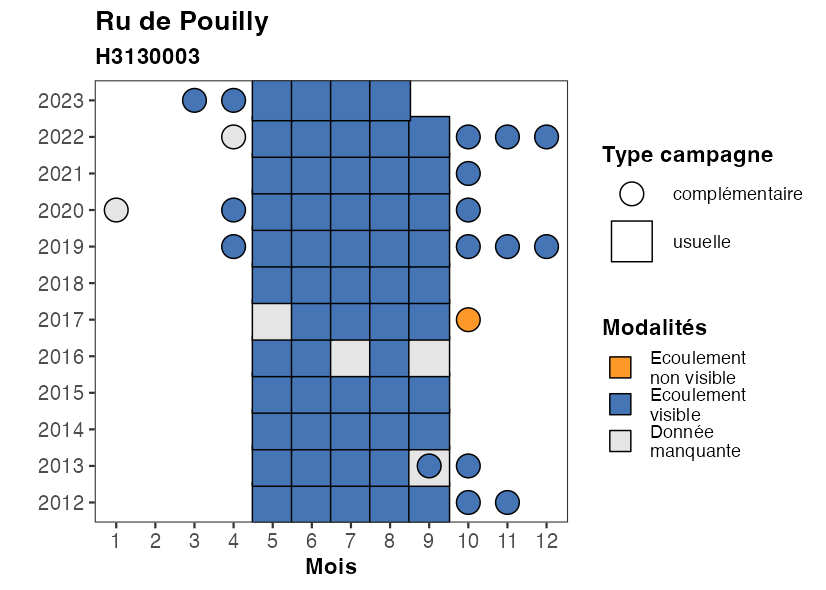 Ru de Pouilly
H3130003
2023
2022
2021
2020
2019
2018
2017
2016
2015
2014
2013
2012
1 2 3 4 5 6 7 8 9 10 11 12
Mois
Type campagne
complémentaire
usuelle
Modalités
Ecoulement
non visible
Ecoulement
visible
Donnée
manquante